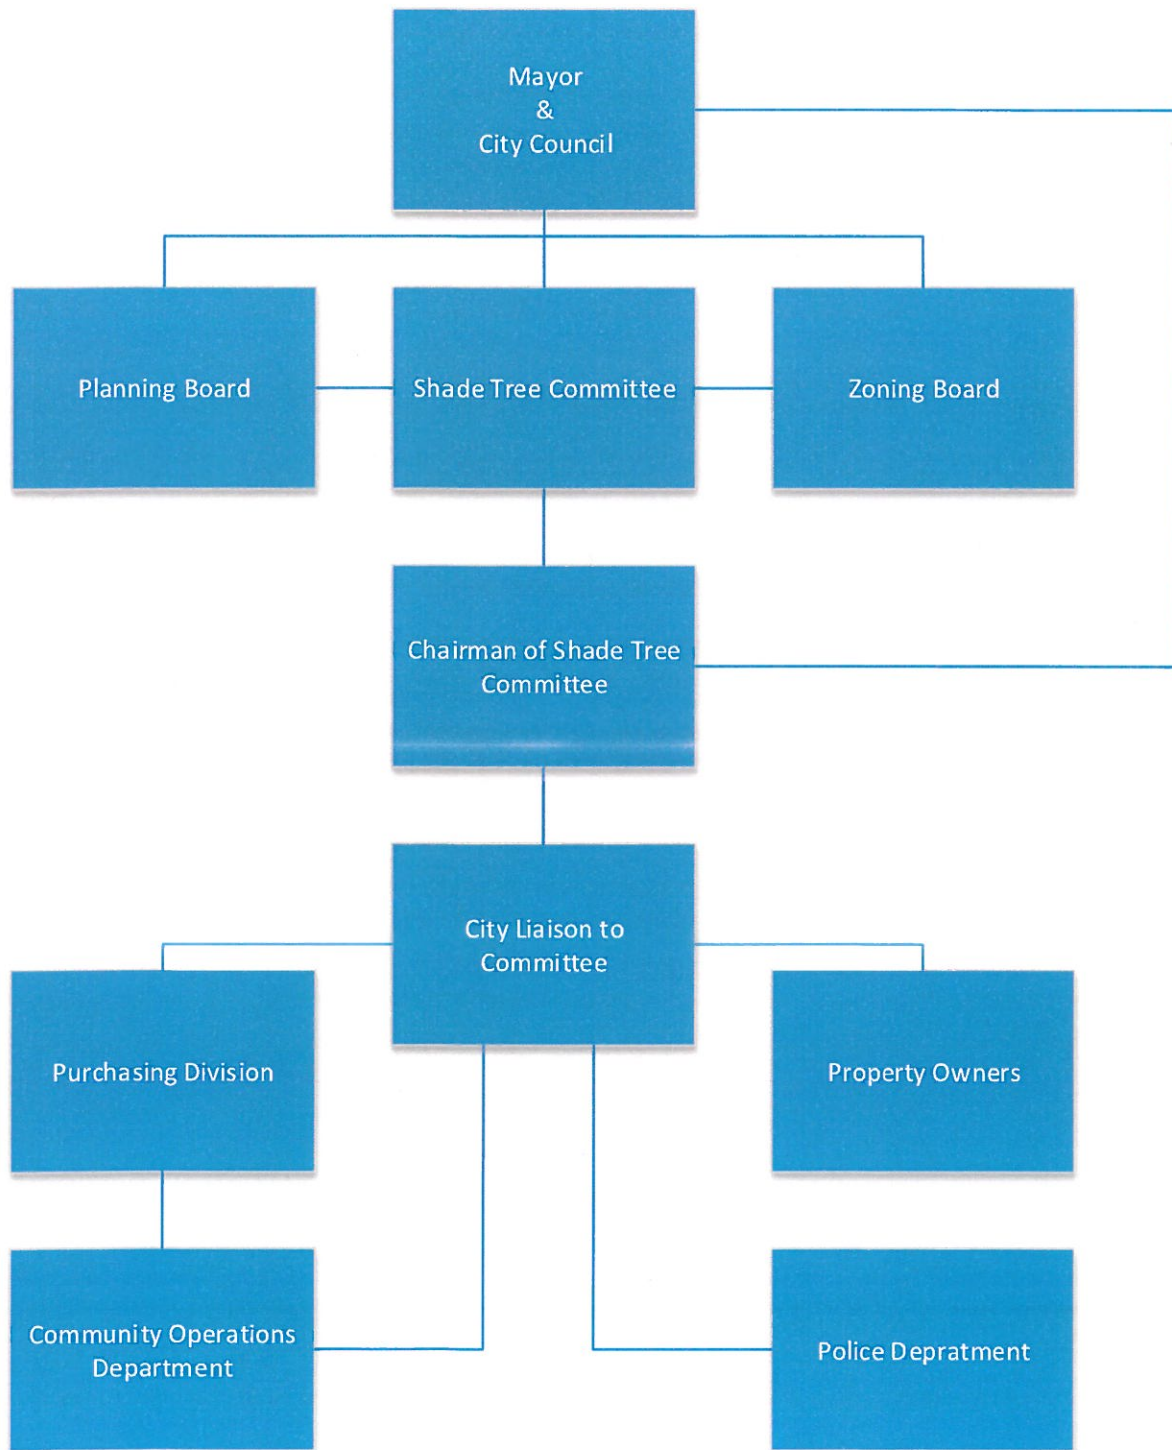 Mayor
&
City Council
Planning Board
Shade Tree Committee
Zoning Board
Chairman of Shade Tree
Committee
City Liaison to
Committee
Purchasing Division
Property Owners
Community Operations
Department
Police Depratment